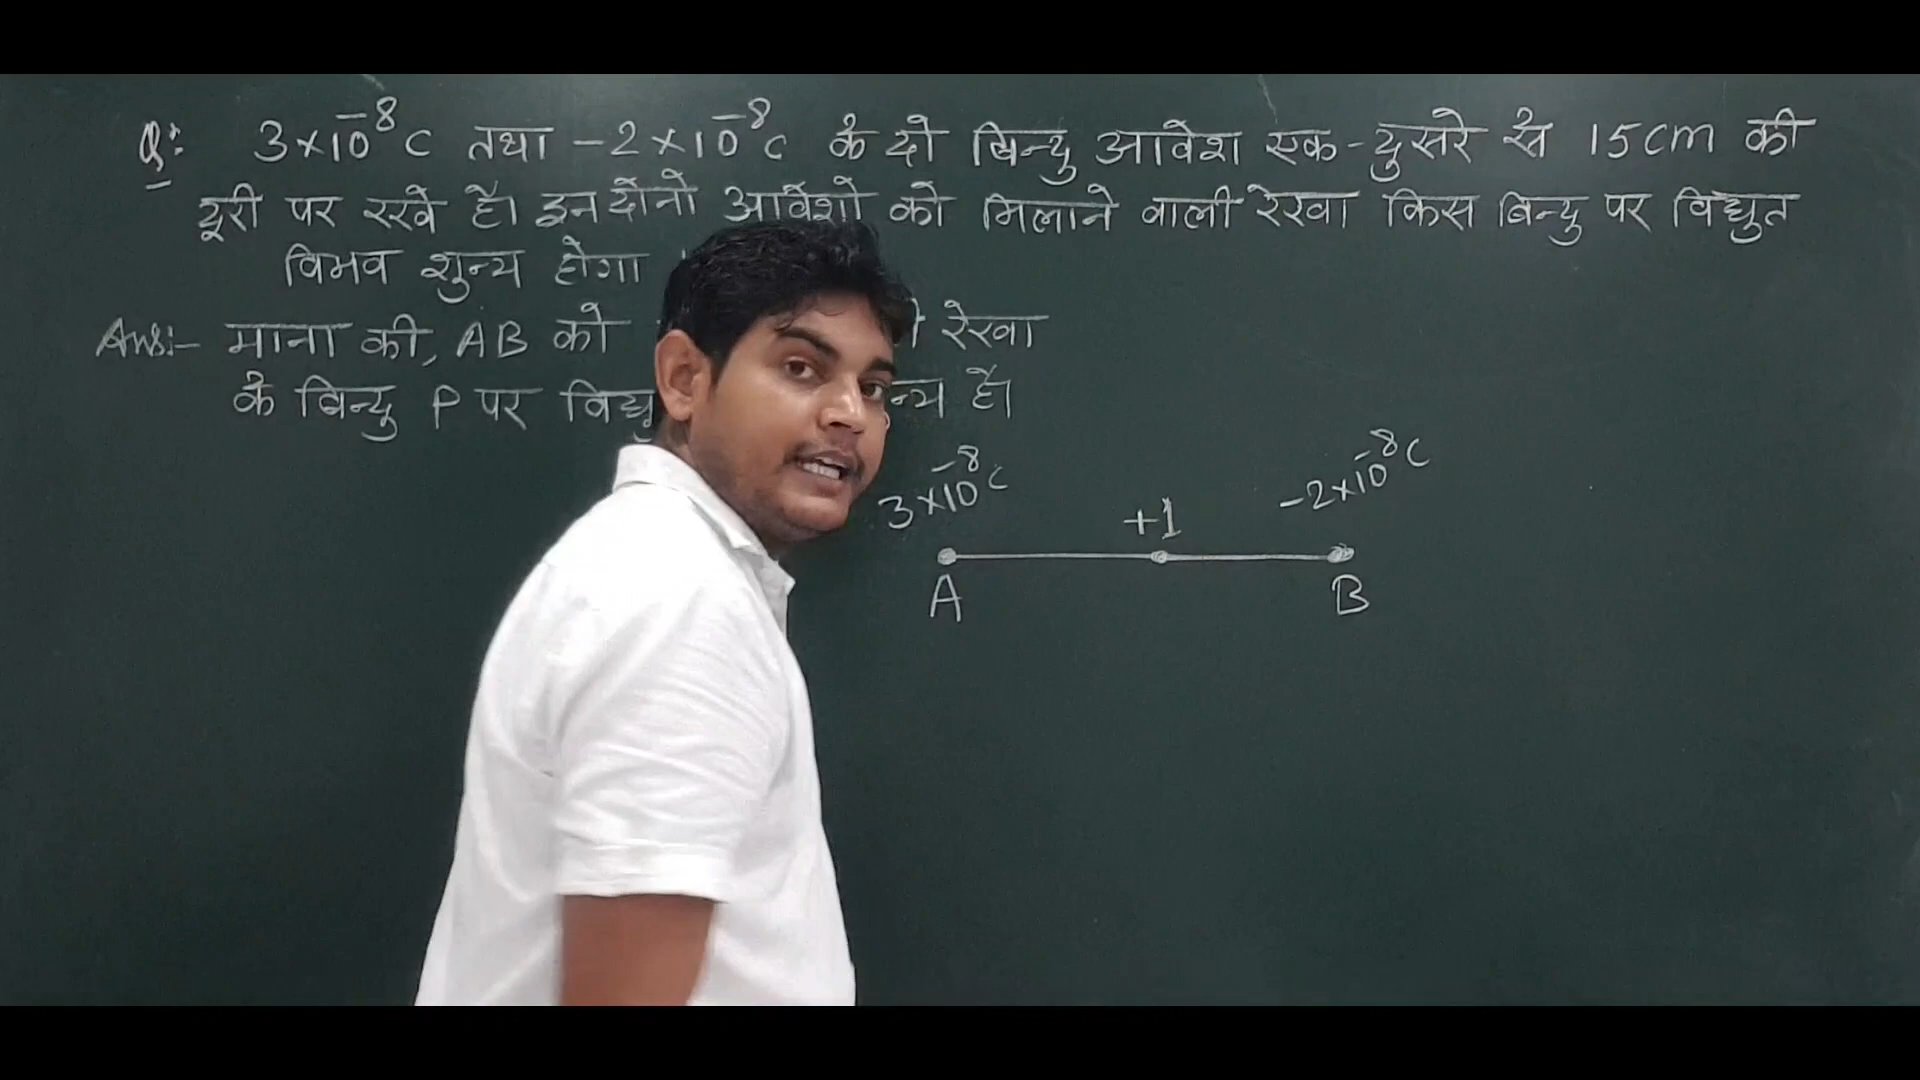 Q: 3×10⁻⁸C तथा -2×10⁻⁸C के दो बिन्दु आवेश एक-दुसरे से 15cm की
दूरी पर रखे है। इन दोनो आवेशो को मिलाने वाली रेखा किस बिन्दु पर विद्युत
विभव शुन्य होगा
Ans:- माना की, AB को रेखा
के बिन्दु P पर है।
3×10⁻⁸C +1 -2×10⁻⁸C
A B